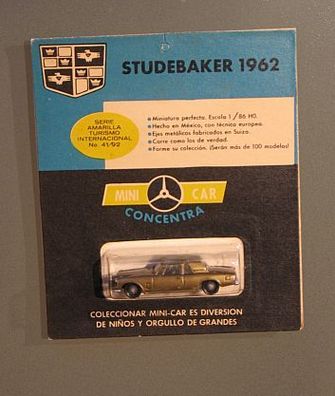 STUDEBAKER 1962
SERIE
AMARILLA
TURISMO
INTERNACIONAL
No. 41/92
Miniatura perfecta. Escala 1/86 HO.
Hecho en México, con técnica europea.
Ejes metálicos fabricados en Suiza.
Corre como los de verdad.
Forme su colección. ¡Serán más de 100 modelos!
MINI CAR
CONCENTRA
COLECCIONAR MINI-CAR ES DIVERSION
DE NIÑOS Y ORGULLO DE GRANDES